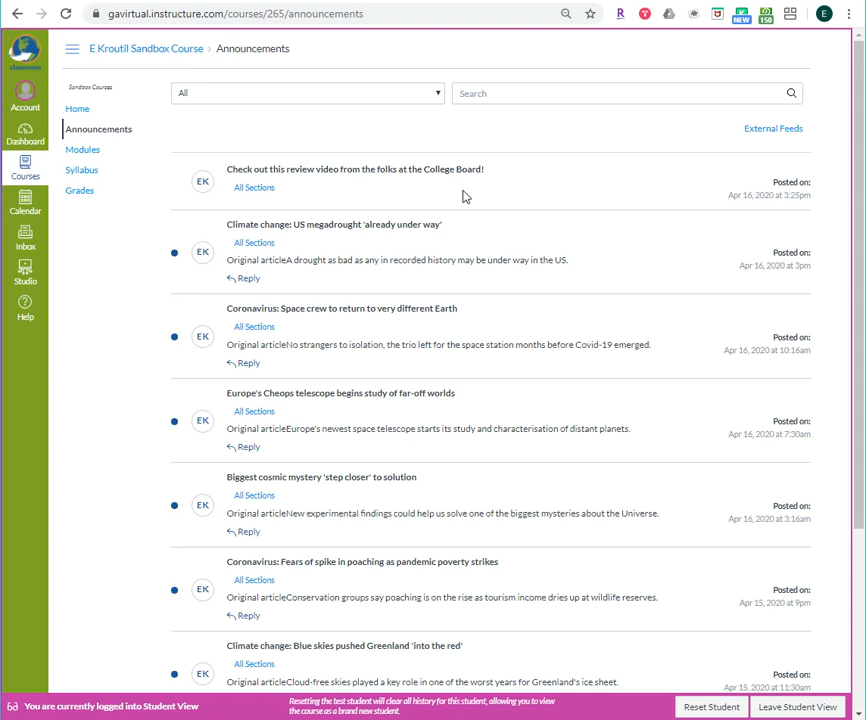 gavirtual.instructure.com/courses/265/announcements
R
Y
NEW
150
E
classroom
E Kroutil Sandbox Course › Announcements
Account
Dashboard
Courses
Calendar
Inbox
Studio
Help
Sandbox Courses
Home
Announcements
Modules
Syllabus
Grades
All
Search
External Feeds
EK
Check out this review video from the folks at the College Board!
All Sections
Posted on:
Apr 16, 2020 at 3:25pm
EK
Climate change: US megadrought 'already under way'
All Sections
Original articleA drought as bad as any in recorded history may be under way in the US.
Reply
Posted on:
Apr 16, 2020 at 3pm
EK
Coronavirus: Space crew to return to very different Earth
All Sections
Original articleNo strangers to isolation, the trio left for the space station months before Covid-19 emerged.
Reply
Posted on:
Apr 16, 2020 at 10:16am
EK
Europe's Cheops telescope begins study of far-off worlds
All Sections
Original articleEurope's newest space telescope starts its study and characterisation of distant planets.
Reply
Posted on:
Apr 16, 2020 at 7:30am
EK
Biggest cosmic mystery 'step closer' to solution
All Sections
Original articleNew experimental findings could help us solve one of the biggest mysteries about the Universe.
Reply
Posted on:
Apr 16, 2020 at 3:16am
EK
Coronavirus: Fears of spike in poaching as pandemic poverty strikes
All Sections
Original articleConservation groups say poaching is on the rise as tourism income dries up at wildlife reserves.
Reply
Posted on:
Apr 15, 2020 at 9pm
EK
Climate change: Blue skies pushed Greenland 'into the red'
All Sections
Original articleCloud-free skies played a key role in one of the worst years for Greenland's ice sheet.
Posted on:
Apr 15, 2020 at 11:30am
You are currently logged into Student View
Resetting the test student will clear all history for this student, allowing you to view
the course as a brand new student.
Reset Student
Leave Student View